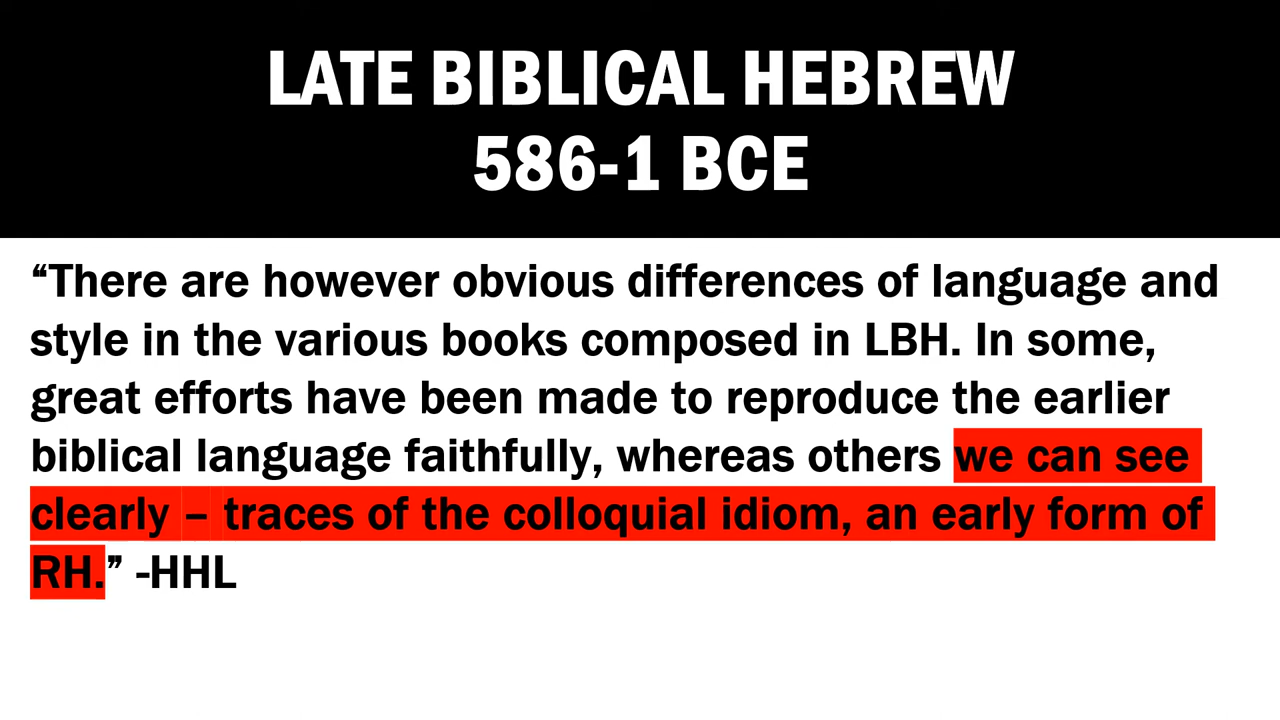 LATE BIBLICAL HEBREW
586-1 BCE
“There are however obvious differences of language and
style in the various books composed in LBH. In some,
great efforts have been made to reproduce the earlier
biblical language faithfully, whereas others we can see
clearly – traces of the colloquial idiom, an early form of
RH.” -HHL